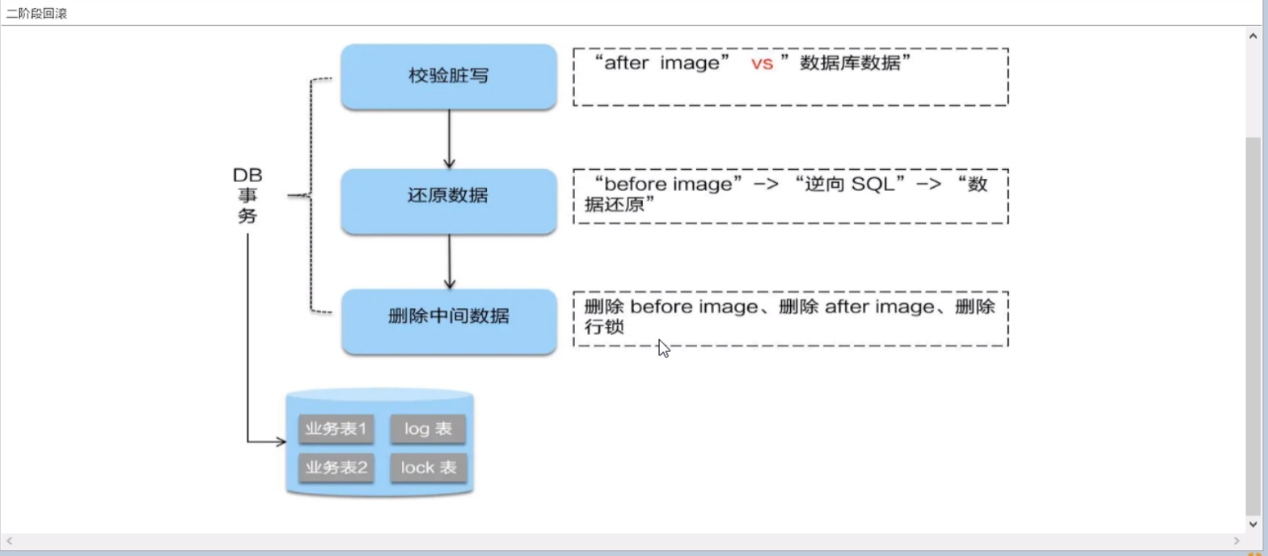 二阶段回滚
校验脏写
“after image” vs ”数据库数据”
DB
事
务
还原数据
“before image”–> “逆向 SQL”–> “数
据还原”
删除中间数据
删除 before image、删除 after image、删除
行锁
业务表1
log 表
业务表2
lock 表